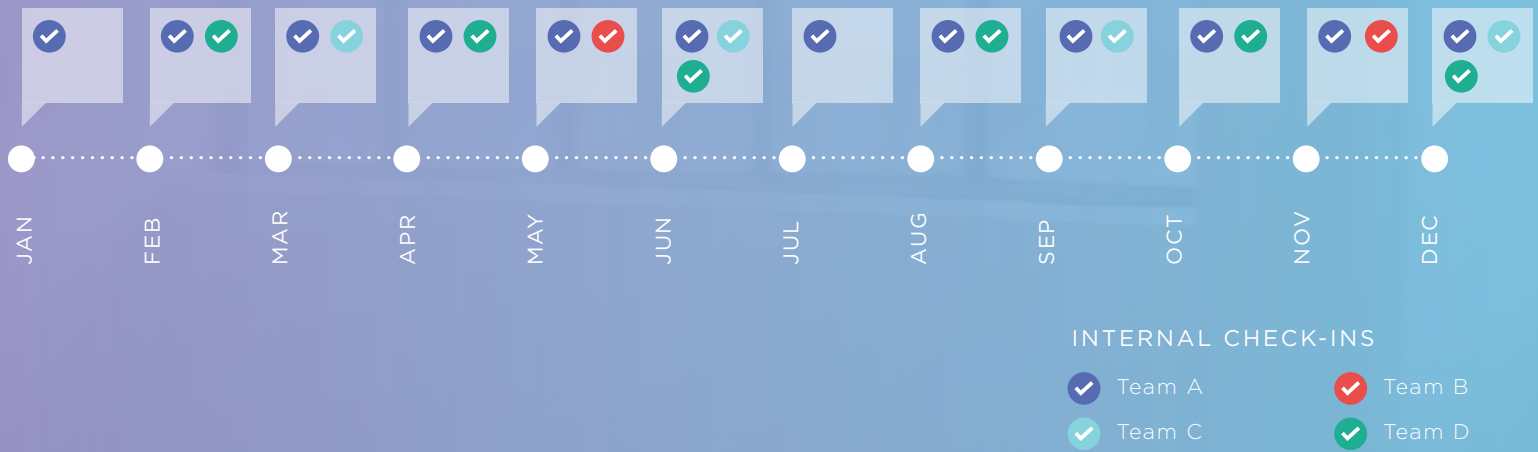 JAN
FEB
MAR
APR
MAY
JUN
JUL
AUG
SEP
OCT
NOV
DEC
INTERNAL CHECK-INS
Team A
Team B
Team C
Team D